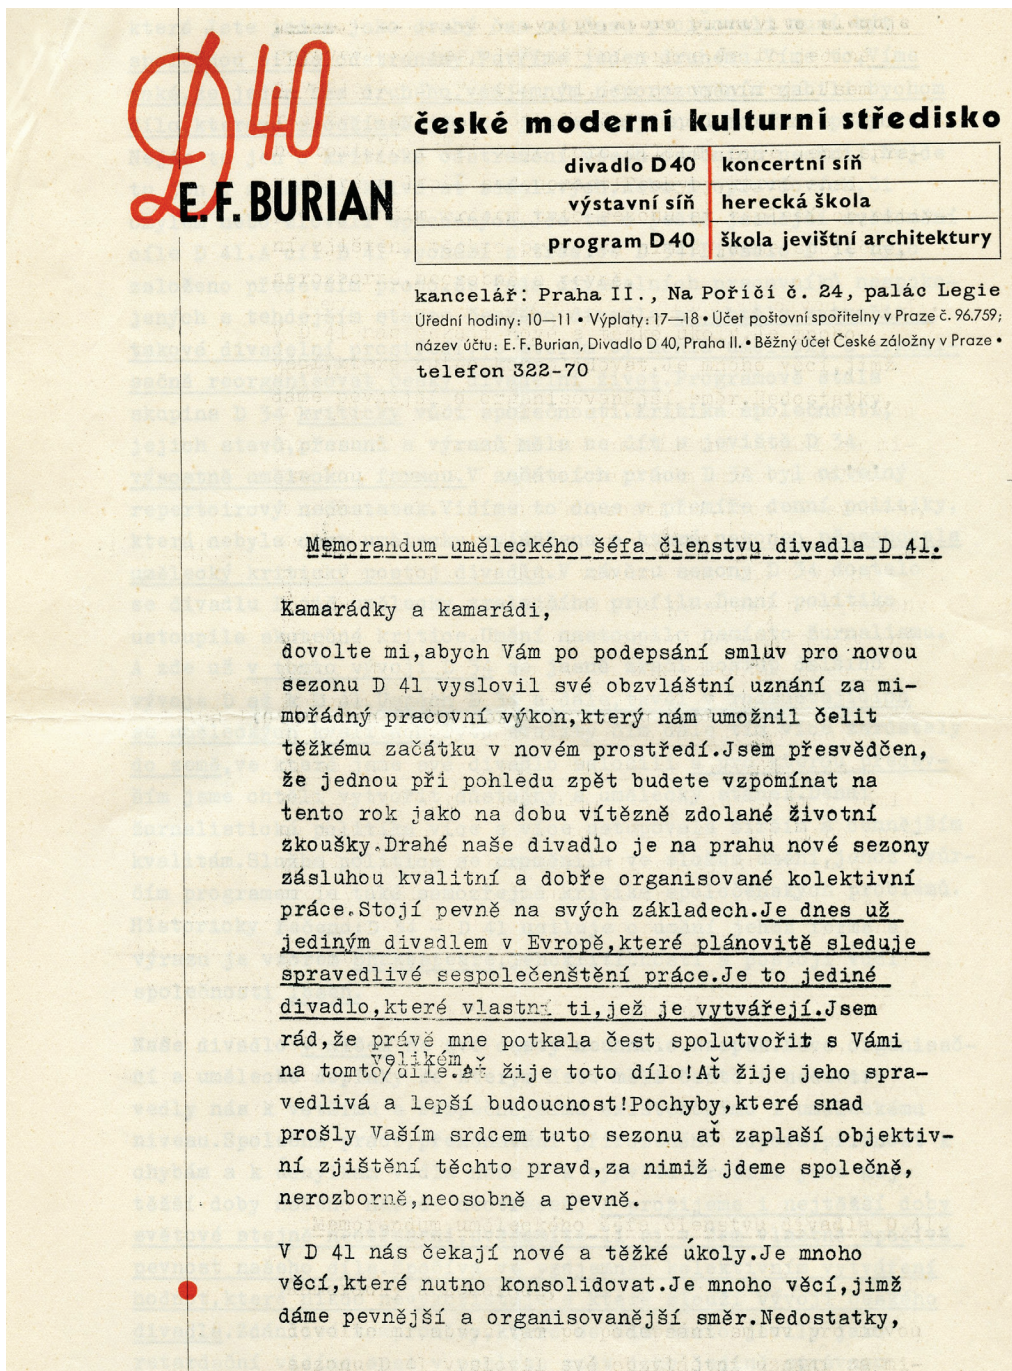 D 40
E. F. BURIAN
české moderní kulturní středisko
divadlo D 40 koncertní síň
výstavní síň herecká škola
program D 40 škola jevištní architektury
kancelář: Praha II., Na Poříčí č. 24, palác Legie
Úřední hodiny: 10—11 • Výplaty: 17—18 • Účet poštovní spořitelny v Praze č. 96.759;
název účtu: E. F. Burian, Divadlo D 40, Praha II. • Běžný účet České záložny v Praze •
telefon 322-70
Memorandum uměleckého šéfa členstvu divadla D 41.
Kamarádky a kamarádi,
dovolte mi,abych Vám po podepsání smluv pro novou
sezonu D 41 vyslovil své obzvláštní uznání za mi-
mořádný pracovní výkon,který nám umožnil čelit
těžkému začátku v novém prostředí.Jsem přesvědčen,
že jednou při pohledu zpět budete vzpomínat na
tento rok jako na dobu vítězně zdolané životní
zkoušky.Drahé naše divadlo je na prahu nové sezony
zásluhou kvalitní a dobře organisované kolektivní
práce.Stojí pevně na svých základech.Je dnes už
jediným divadlem v Evropě,které plánovitě sleduje
spravedlivé sespolečenštění práce.Je to jediné
divadlo,které vlastní ti,jež je vytvářejí.Jsem
rád,že právě mne potkala čest spolutvořit s Vámi
velikém
na tomto/díle.Ať žije toto dílo!Ať žije jeho spra-
vedlivá a lepší budoucnost!Pochyby,které snad
prošly Vaším srdcem tuto sezonu ať zaplaší objektiv-
ní zjištění těchto pravd,za nimiž jdeme společně,
nerozborně,neosobně a pevně.
V D 41 nás čekají nové a těžké úkoly.Je mnoho
věcí,které nutno konsolidovat.Je mnoho věcí,jimž
dáme pevnější a organisovanější směr.Nedostatky,